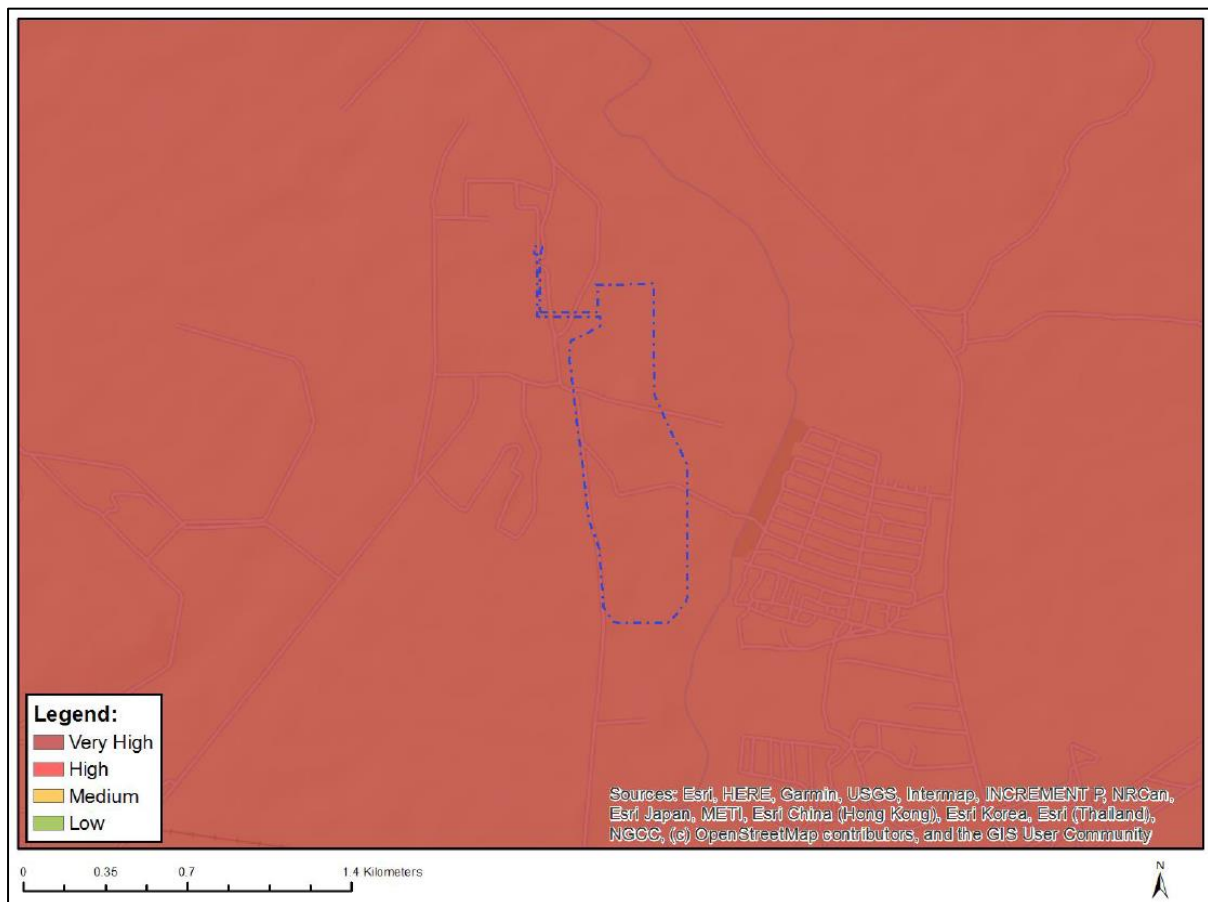 Legend:
Very High
High
Medium
Low
Sources: Esri, HERE, Garmin, USGS, Intermap, INCREMENT P, NRCan,
Esri Japan, METI, Esri China (Hong Kong), Esri Korea, Esri (Thailand),
NGCC, (c) OpenStreetMap contributors, and the GIS User Community
0 0.35 0.7 1.4 Kilometers
N